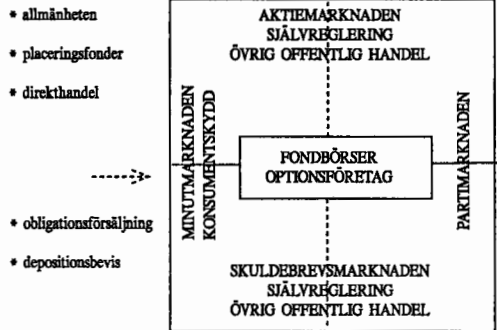 * allmänheten
* placeringsfonder
* direkthandel
* obligationsförsäljning
* depositionsbevis
AKTIEMARKNADEN
SJÄLVREGLERING
ÖVRIG OFFENTLIG HANDEL
MINUTMARKNADEN
KONSUMENTSKYDD
FONDBÖRSER
OPTIONSFÖRETAG
PARTIMARKNADEN
SKULDEBREVSMARKNADEN
SJÄLVREGLERING
ÖVRIG OFFENTLIG HANDEL